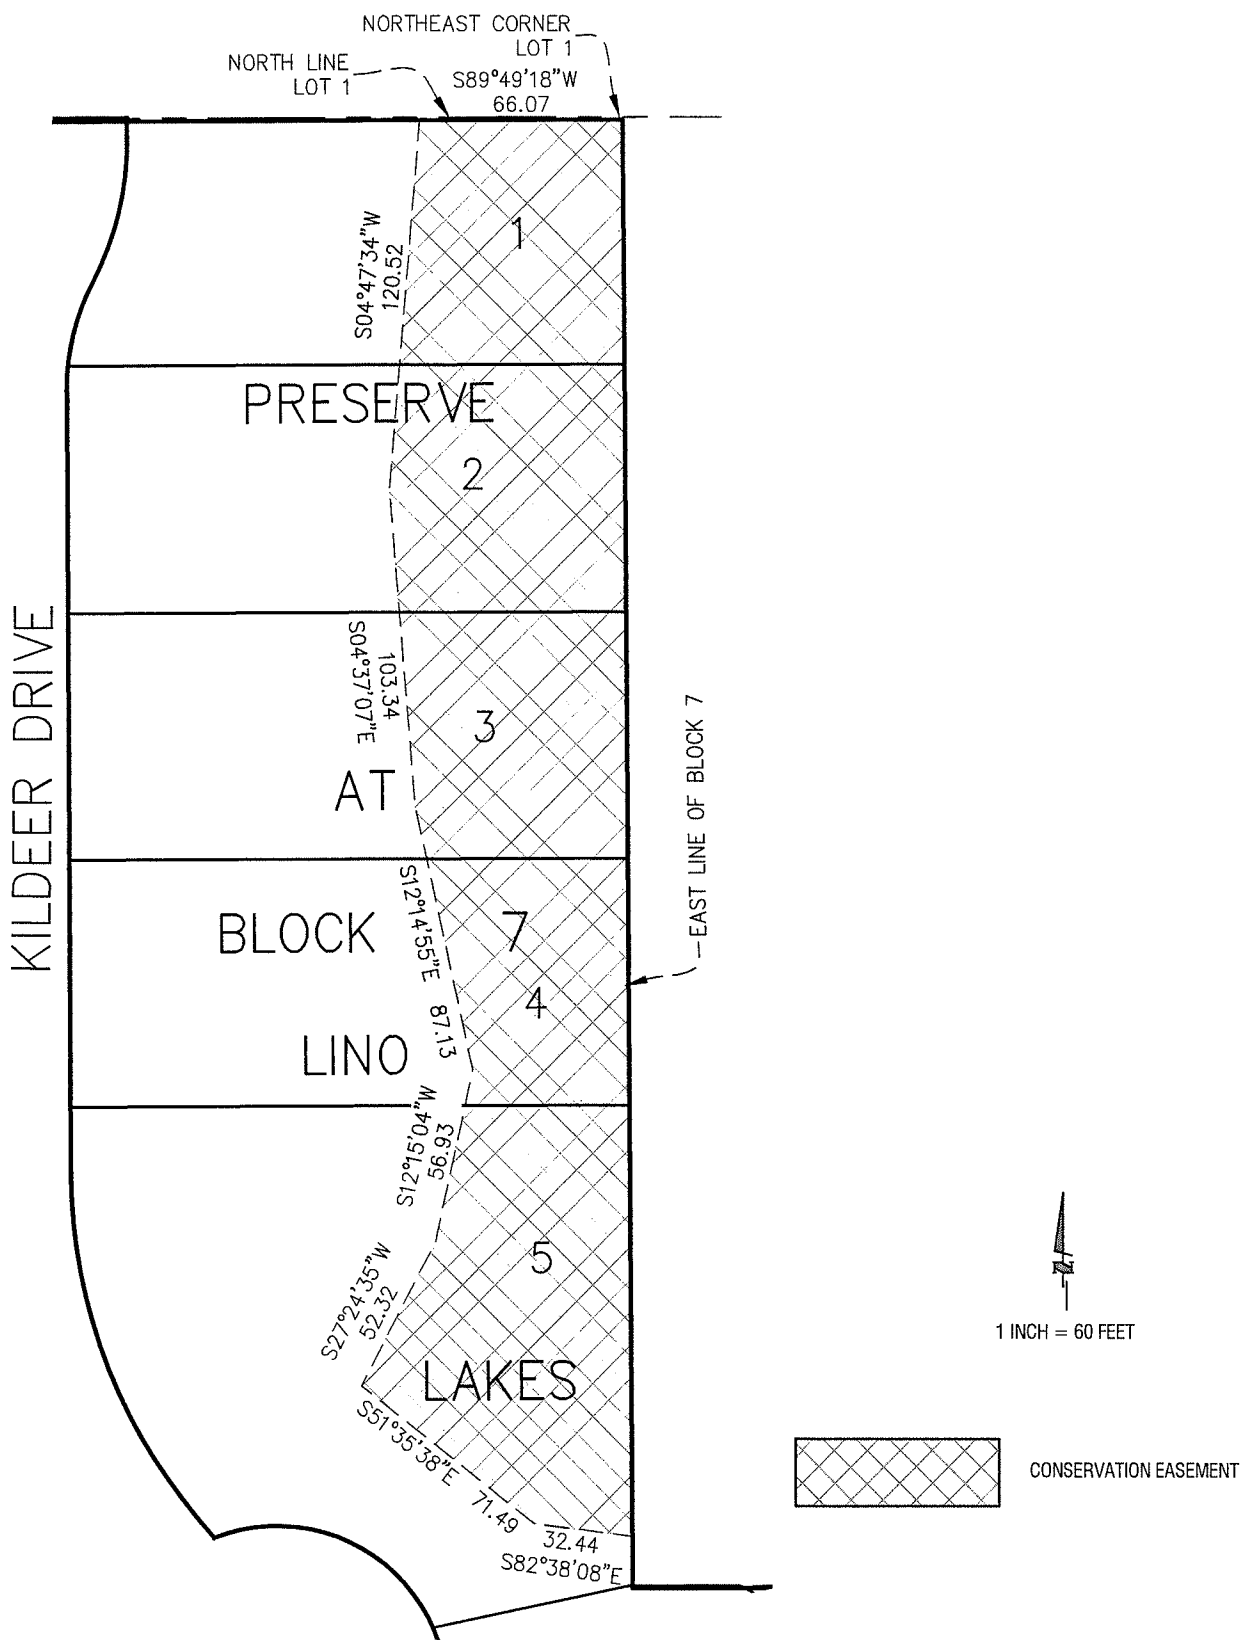 NORTHEAST CORNER
LOT 1
NORTH LINE
LOT 1
S89°49'18"W
66.07
1
S04°47'34"W
120.52
PRESERVE
2
KILDEER DRIVE
103.34
S04°37'07"E
3
AT
EAST LINE OF BLOCK 7
S12°14'55"E 87.13
BLOCK 7
4
LINO
S12°15'04"W
56.93
5
S27°24'35"W
52.32
LAKES
S51°35'38"E 71.49
32.44
S82°38'08"E
1 INCH = 60 FEET
CONSERVATION EASEMENT